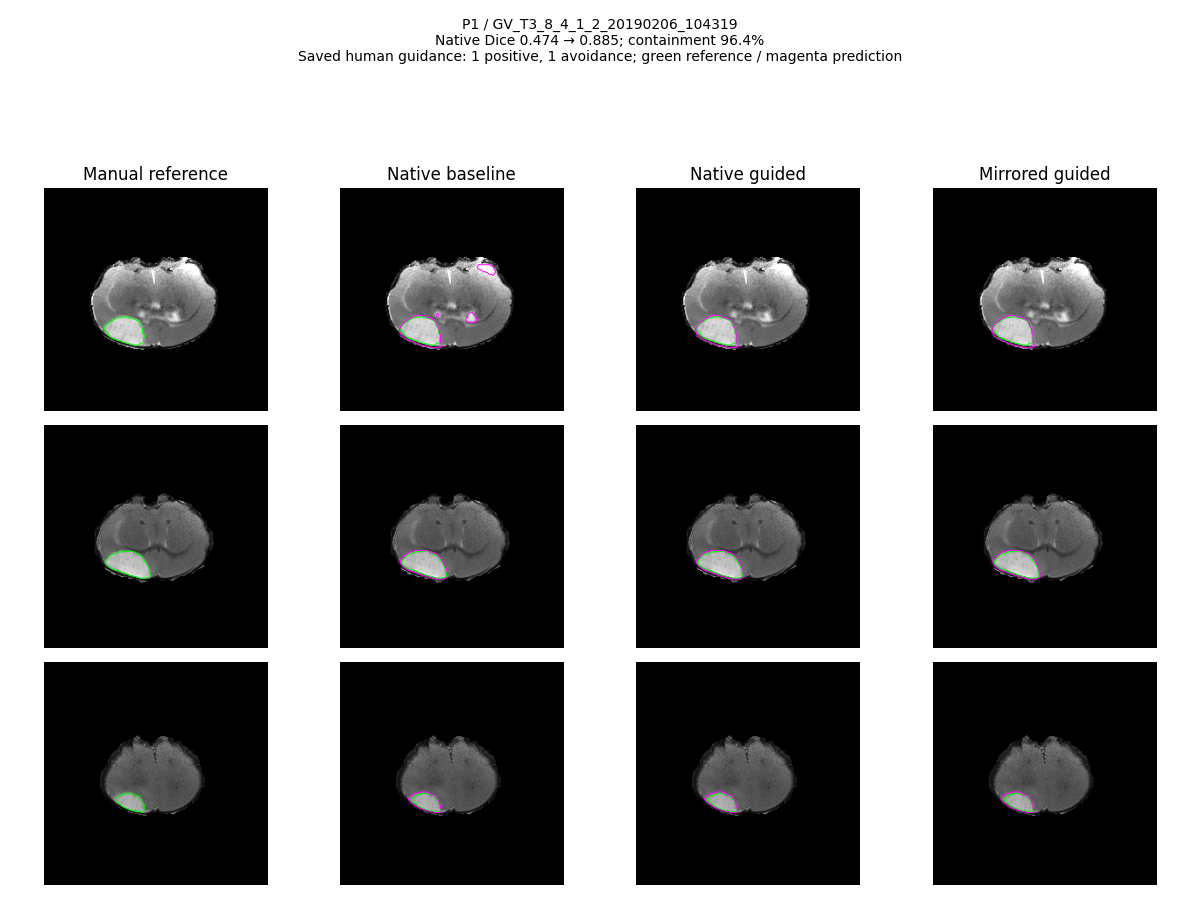 P1 / GV_T3_8_4_1_2_20190206_104319
Native Dice 0.474 → 0.885; containment 96.4%
Saved human guidance: 1 positive, 1 avoidance; green reference / magenta prediction
Manual reference
Native baseline
Native guided
Mirrored guided